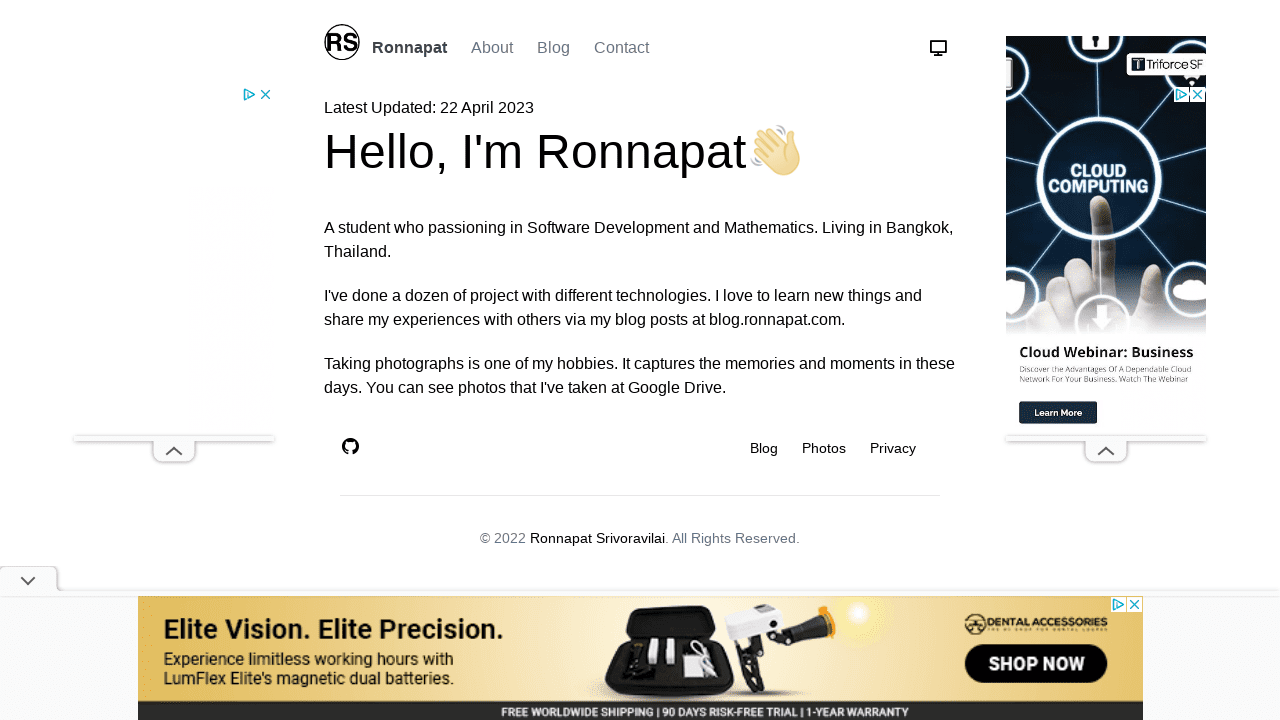 RS Ronnapat About Blog Contact
Latest Updated: 22 April 2023
Hello, I'm Ronnapat
A student who passioning in Software Development and Mathematics. Living in Bangkok,
Thailand.
I've done a dozen of project with different technologies. I love to learn new things and
share my experiences with others via my blog posts at blog.ronnapat.com.
Taking photographs is one of my hobbies. It captures the memories and moments in these
days. You can see photos that I've taken at Google Drive.
Blog Photos Privacy
© 2022 Ronnapat Srivoravilai. All Rights Reserved.
Triforce SF
CLOUD
COMPUTING
Cloud Webinar: Business
Discover the Advantages Of A Dependable Cloud
Network For Your Business. Watch The Webinar
Learn More
Elite Vision. Elite Precision.
Experience limitless working hours with
LumFlex Elite's magnetic dual batteries.
DENTAL ACCESSORIES
SHOP NOW
FREE WORLDWIDE SHIPPING | 90 DAYS RISK-FREE TRIAL | 1-YEAR WARRANTY